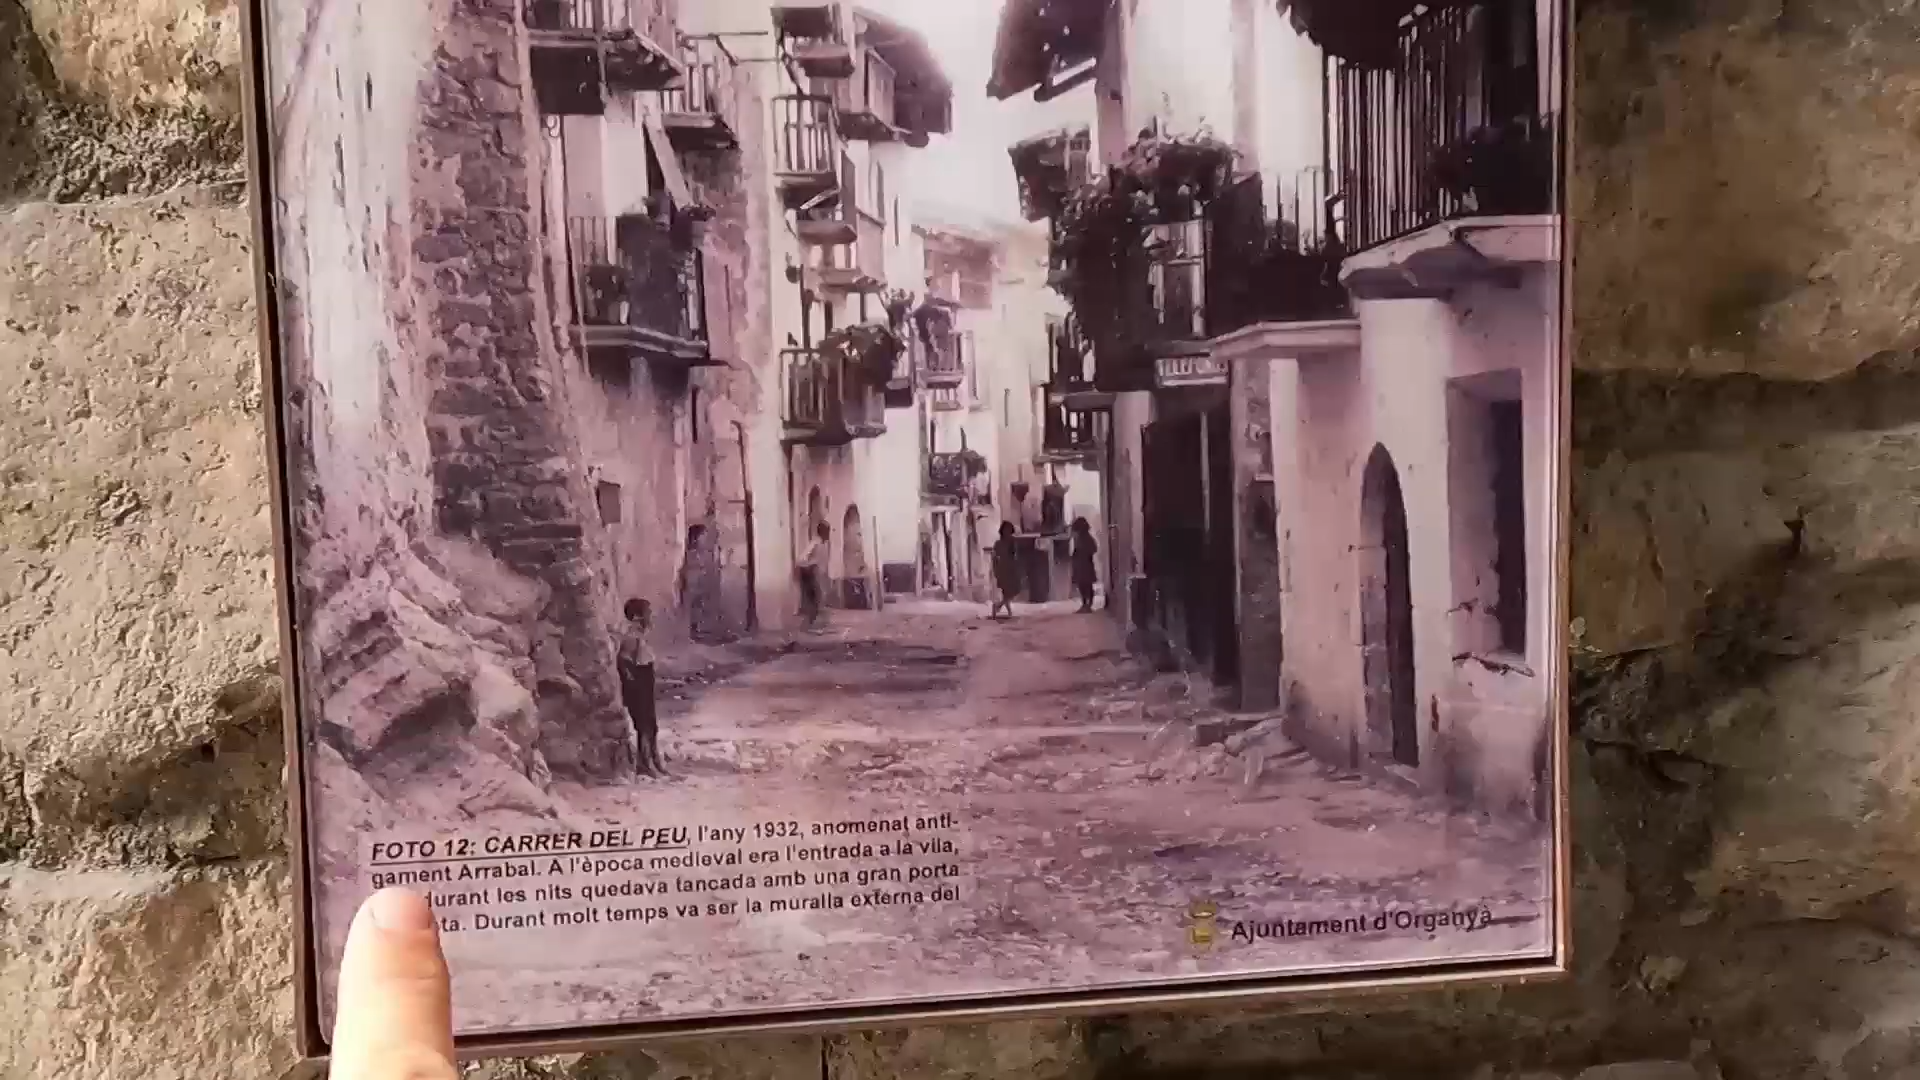 FOTO 12: CARRER DEL PEU, l'any 1932, anomenat anti-
gament Arrabal. A l'època medieval era l'entrada a la vila,
durant les nits quedava tancada amb una gran porta
Durant molt temps va ser la muralla externa del
Ajuntament d'Organyà